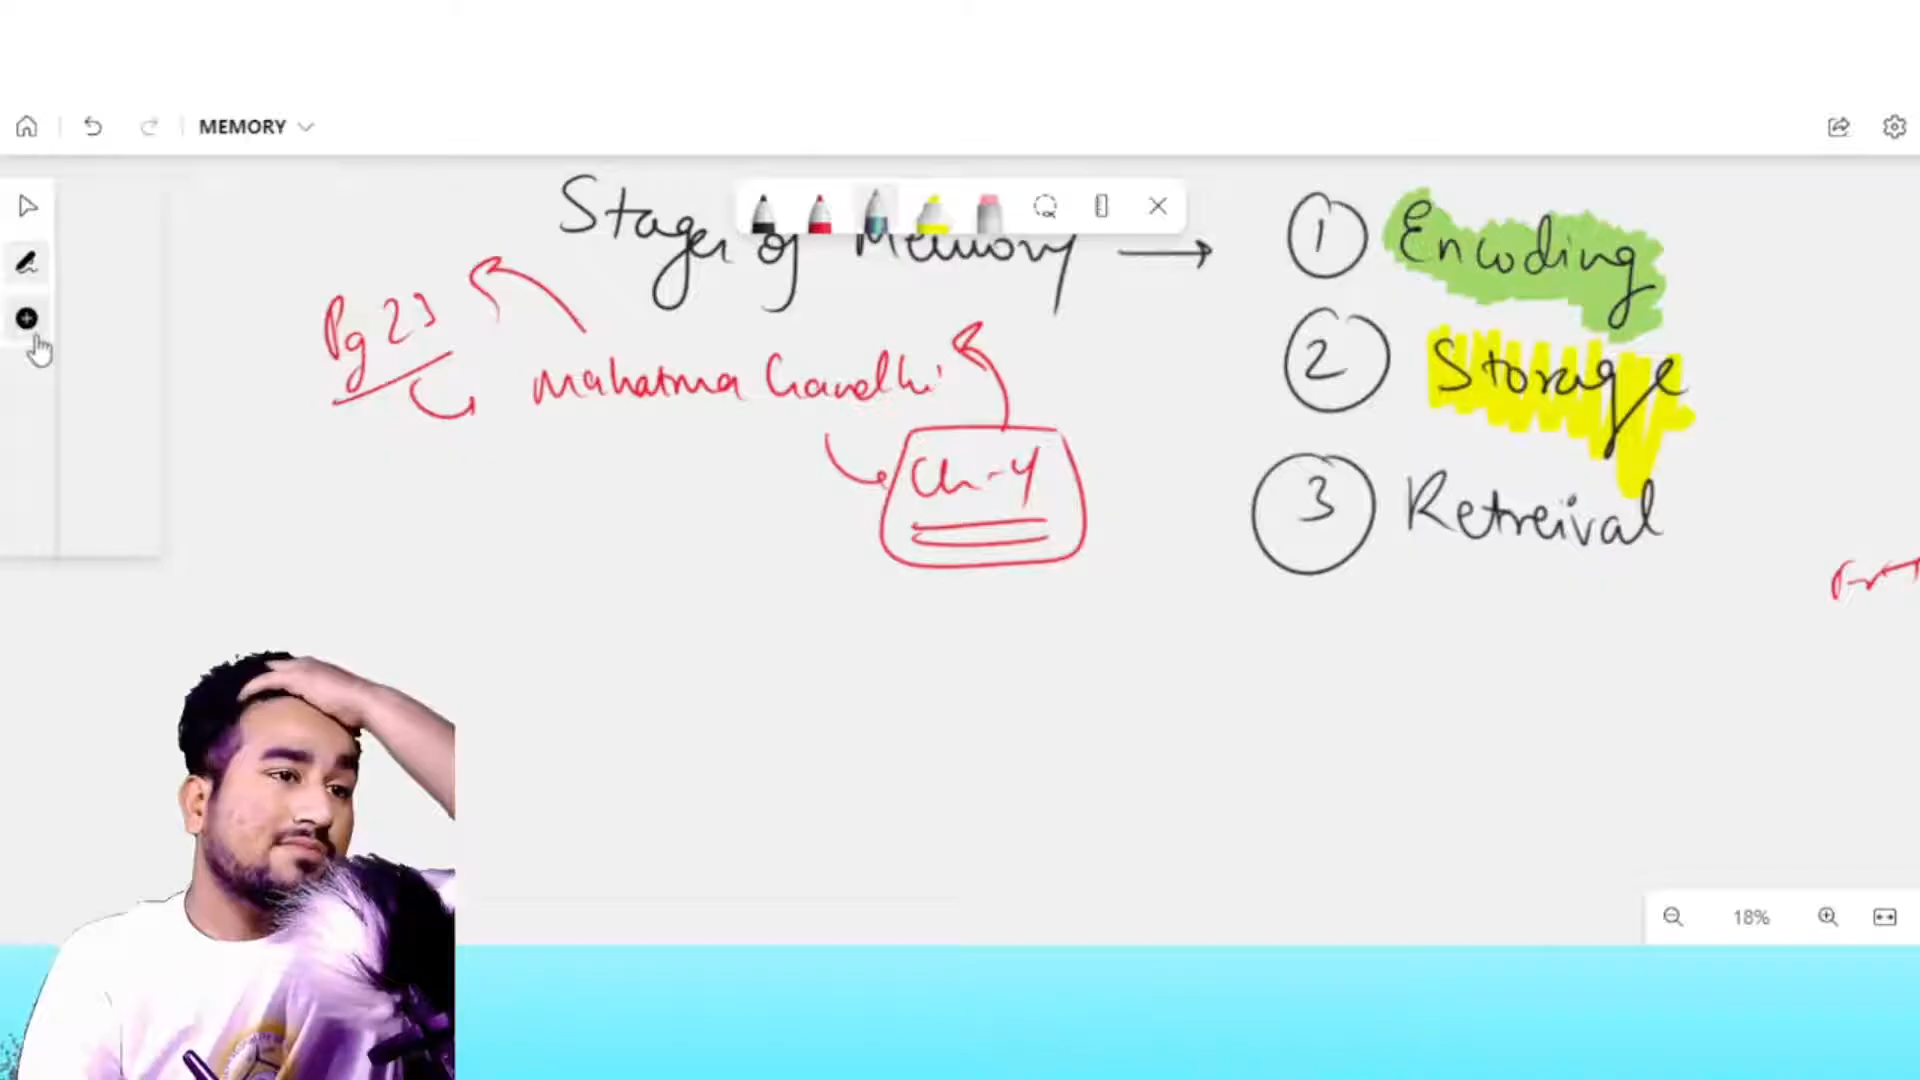 MEMORY
Stages of Memory → ① Encoding
Pg 23
Mahatma Gandhi
② Storage
Ch-4
③ Retreival
18%